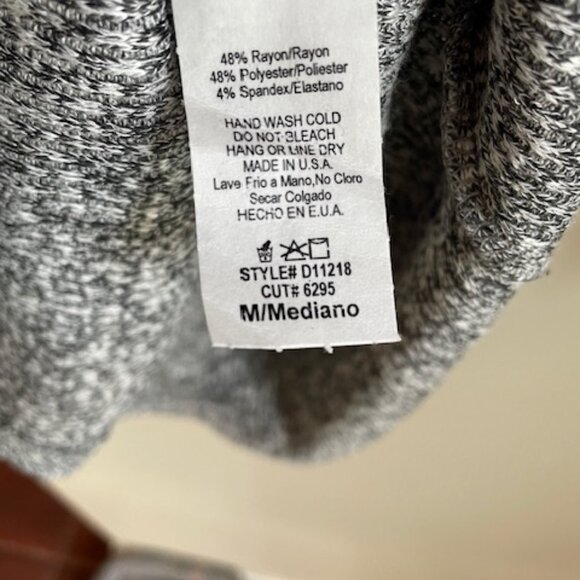 48% Rayon/Rayon
48% Polyester/Poliester
4% Spandex/Elastano
HAND WASH COLD
DO NOT BLEACH
HANG OR LINE DRY
MADE IN U.S.A.
Lave Frio a Mano,No Cloro
Secar Colgado
HECHO EN E.U.A.
STYLE# D11218
CUT# 6295
M/Mediano